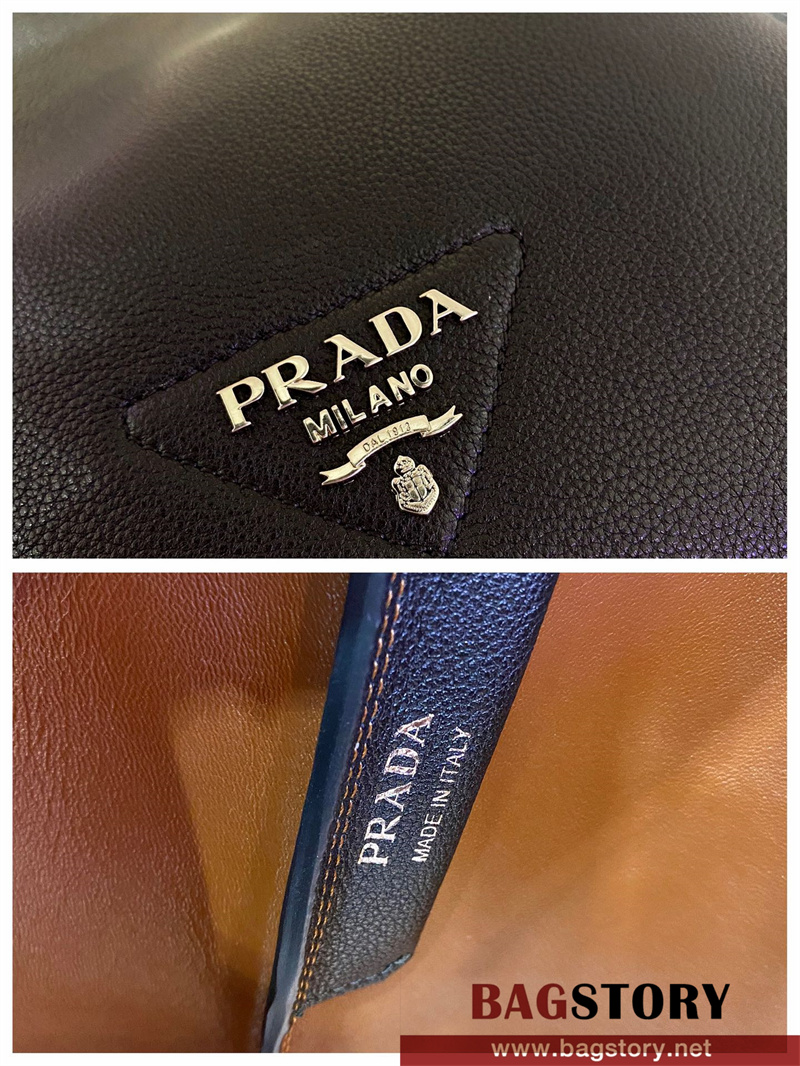 PRADA
MILANO
DAL 1913
PRADA
MADE IN ITALY
BAGSTORY
www.bagstory.net